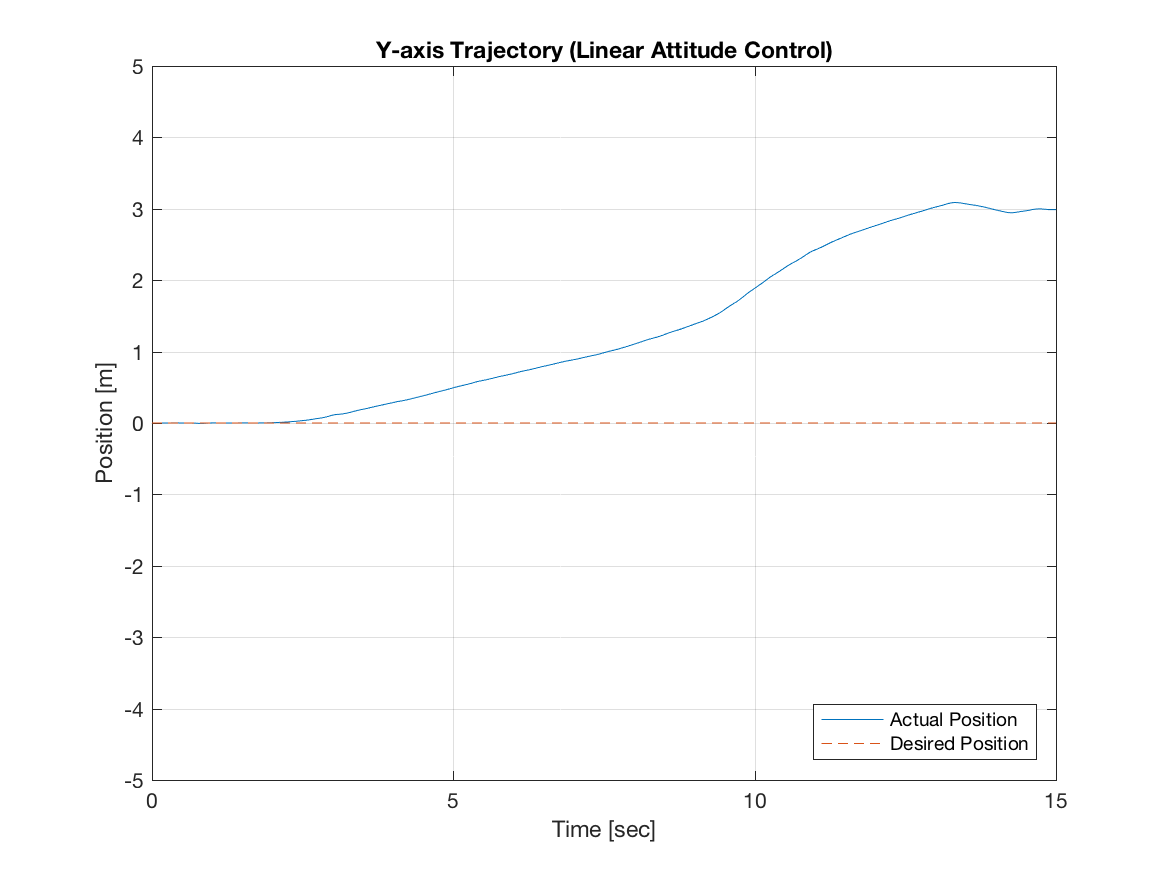 Y-axis Trajectory (Linear Attitude Control)
5
4
3
2
1
0
-1
-2
-3
-4
-5
Position [m]
Actual Position
Desired Position
0 5 10 15
Time [sec]